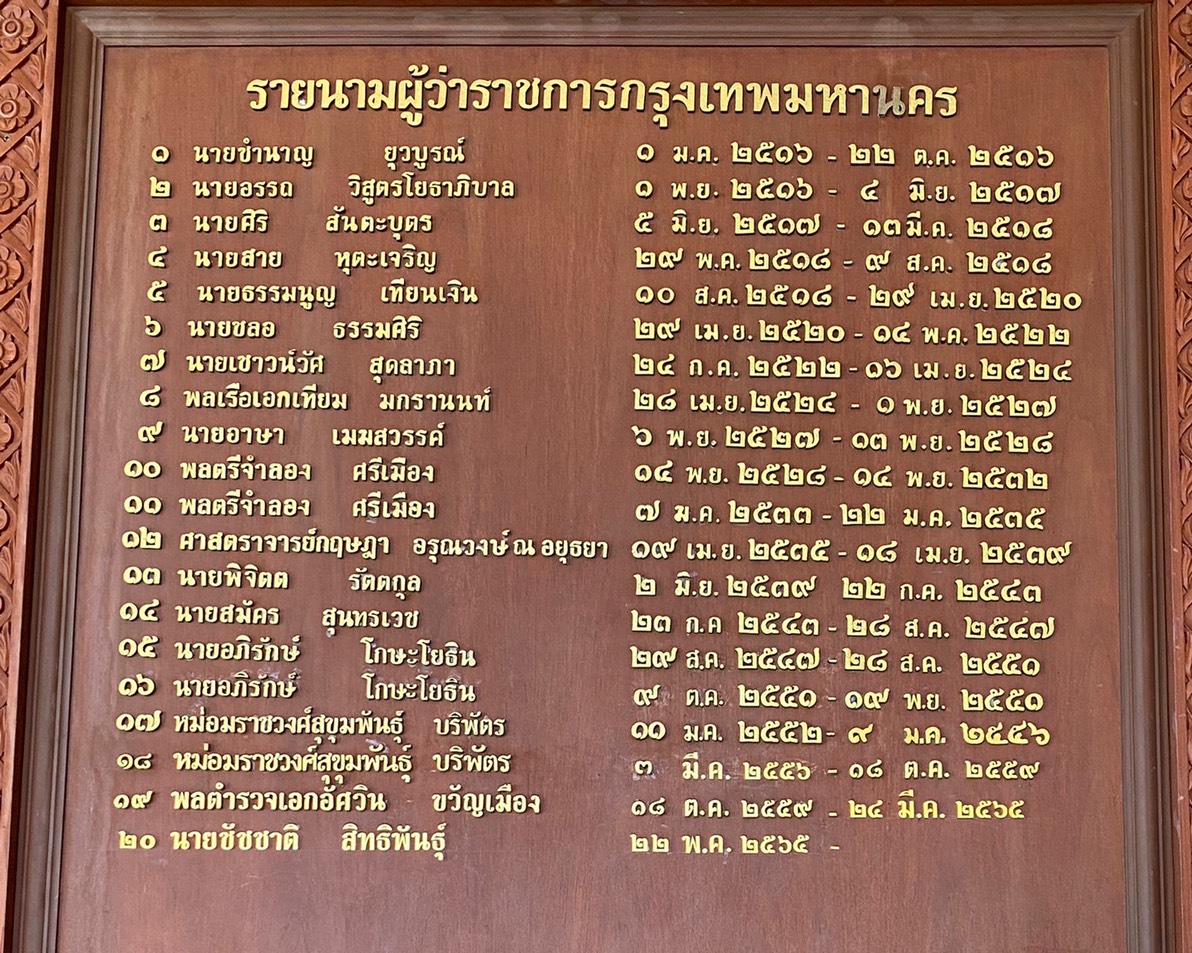 รายนามผู้ว่าราชการกรุงเทพมหานคร
๑ นายชำนาญ ยุวบูรณ์ ๑ ม.ค. ๒๕๑๖ - ๒๒ ต.ค. ๒๕๑๖
๒ นายอรรถ วิสูตรโยธาภิบาล ๑ พ.ย. ๒๕๑๖ - ๔ มิ.ย. ๒๕๑๗
๓ นายศิริ สันตะบุตร ๕ มิ.ย. ๒๕๑๗ - ๑๓ มี.ค. ๒๕๑๘
๔ นายสาย หุตะเจริญ ๒๙ พ.ค. ๒๕๑๘ - ๙ ส.ค. ๒๕๑๘
๕ นายธรรมนูญ เทียนเงิน ๑๐ ส.ค. ๒๕๑๘ - ๒๙ เม.ย. ๒๕๒๐
๖ นายชลอ ธรรมศิริ ๒๙ เม.ย. ๒๕๒๐ - ๑๔ พ.ค. ๒๕๒๒
๗ นายเชาวน์วัศ สุดลาภา ๒๔ ก.ค. ๒๕๒๒ - ๑๖ เม.ย. ๒๕๒๔
๘ พลเรือเอกเทียม มกรานนท์ ๒๘ เม.ย. ๒๕๒๔ - ๑ พ.ย. ๒๕๒๗
๙ นายอาษา เมฆสวรรค์ ๖ พ.ย. ๒๕๒๗ - ๑๓ พ.ย. ๒๕๒๘
๑๐ พลตรีจำลอง ศรีเมือง ๑๔ พ.ย. ๒๕๒๘ - ๑๔ พ.ย. ๒๕๓๒
๑๑ พลตรีจำลอง ศรีเมือง ๗ ม.ค. ๒๕๓๓ - ๒๒ ม.ค. ๒๕๓๕
๑๒ ศาสตราจารย์กฤษฎา อรุณวงษ์ ณ อยุธยา ๑๙ เม.ย. ๒๕๓๕ - ๑๘ เม.ย. ๒๕๓๙
๑๓ นายพิจิตต รัตตกุล ๒ มิ.ย. ๒๕๓๙ ๒๒ ก.ค. ๒๕๔๓
๑๔ นายสมัคร สุนทรเวช ๒๓ ก.ค ๒๕๔๓ - ๒๘ ส.ค. ๒๕๔๗
๑๕ นายอภิรักษ์ โกษะโยธิน ๒๙ ส.ค. ๒๕๔๗ - ๒๘ ส.ค. ๒๕๕๑
๑๖ นายอภิรักษ์ โกษะโยธิน ๙ ต.ค. ๒๕๕๑ - ๑๙ พ.ย. ๒๕๕๑
๑๗ หม่อมราชวงศ์สุขุมพันธุ์ บริพัตร ๑๑ ม.ค. ๒๕๕๒ - ๙ ม.ค. ๒๕๕๖
๑๘ หม่อมราชวงศ์สุขุมพันธุ์ บริพัตร ๓ มี.ค. ๒๕๕๖ - ๑๘ ต.ค. ๒๕๕๙
๑๙ พลตำรวจเอกอัศวิน ขวัญเมือง ๑๘ ต.ค. ๒๕๕๙ - ๒๔ มี.ค. ๒๕๖๕
๒๐ นายชัชชาติ สิทธิพันธุ์ ๒๒ พ.ค. ๒๕๖๕ -